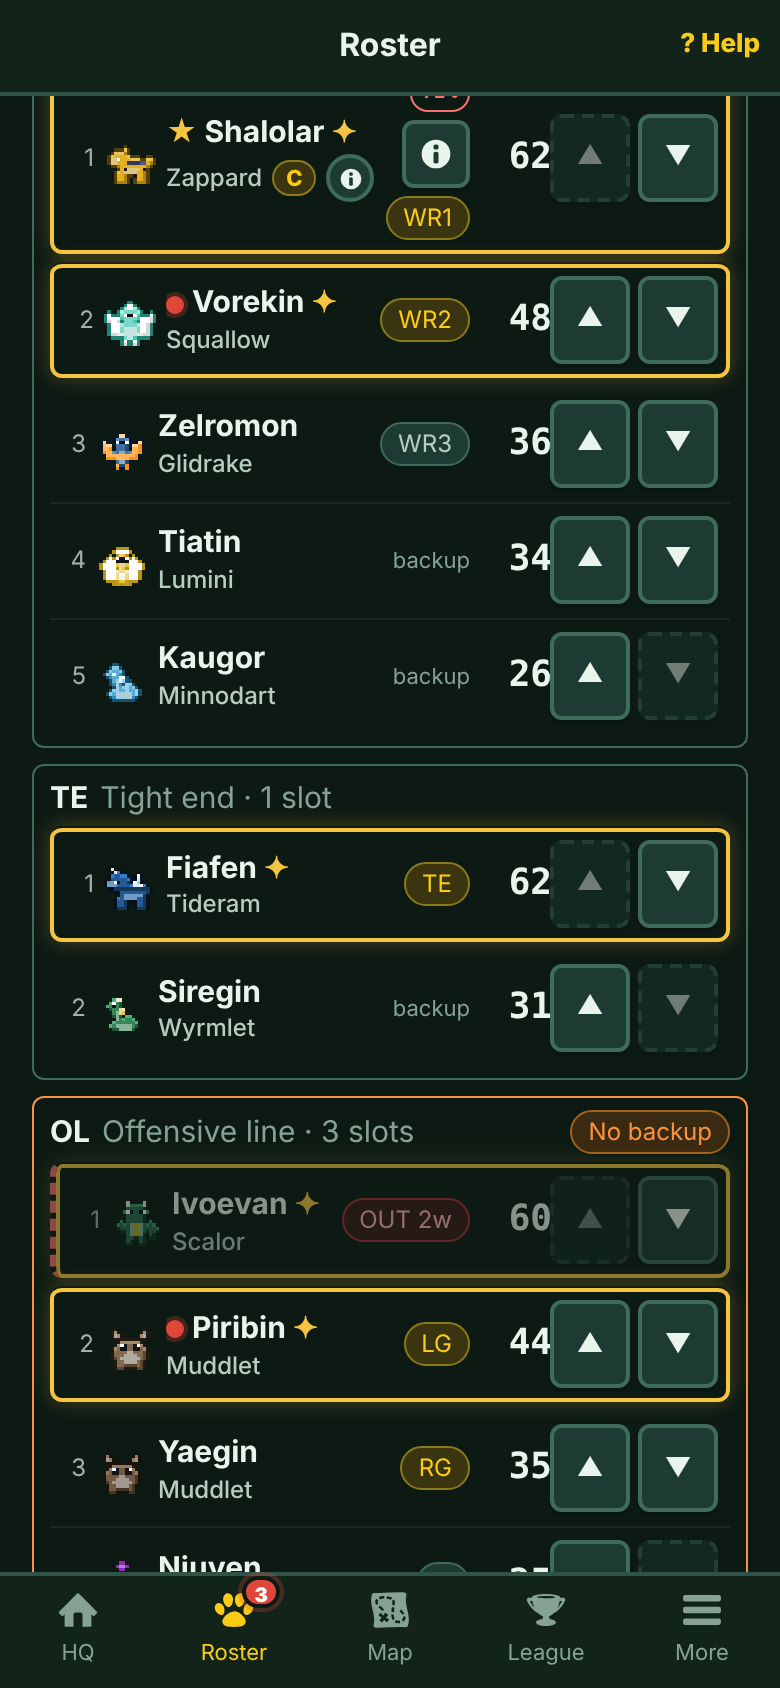 Roster
? Help
1
★ Shalolar ✦
Zappard C
WR1
62
2
Vorekin ✦
Squallow
WR2
48
3
Zelromon
Glidrake
WR3
36
4
Tiatin
Lumini
backup
34
5
Kaugor
Minnodart
backup
26
TE Tight end · 1 slot
1
Fiafen ✦
Tideram
TE
62
2
Siregin
Wyrmlet
backup
31
OL Offensive line · 3 slots
No backup
1
Ivoevan ✦
Scalor
OUT 2w
60
2
Piribin ✦
Muddlet
LG
44
3
Yaegin
Muddlet
RG
35
Niuven
3
HQ
Roster
Map
League
More